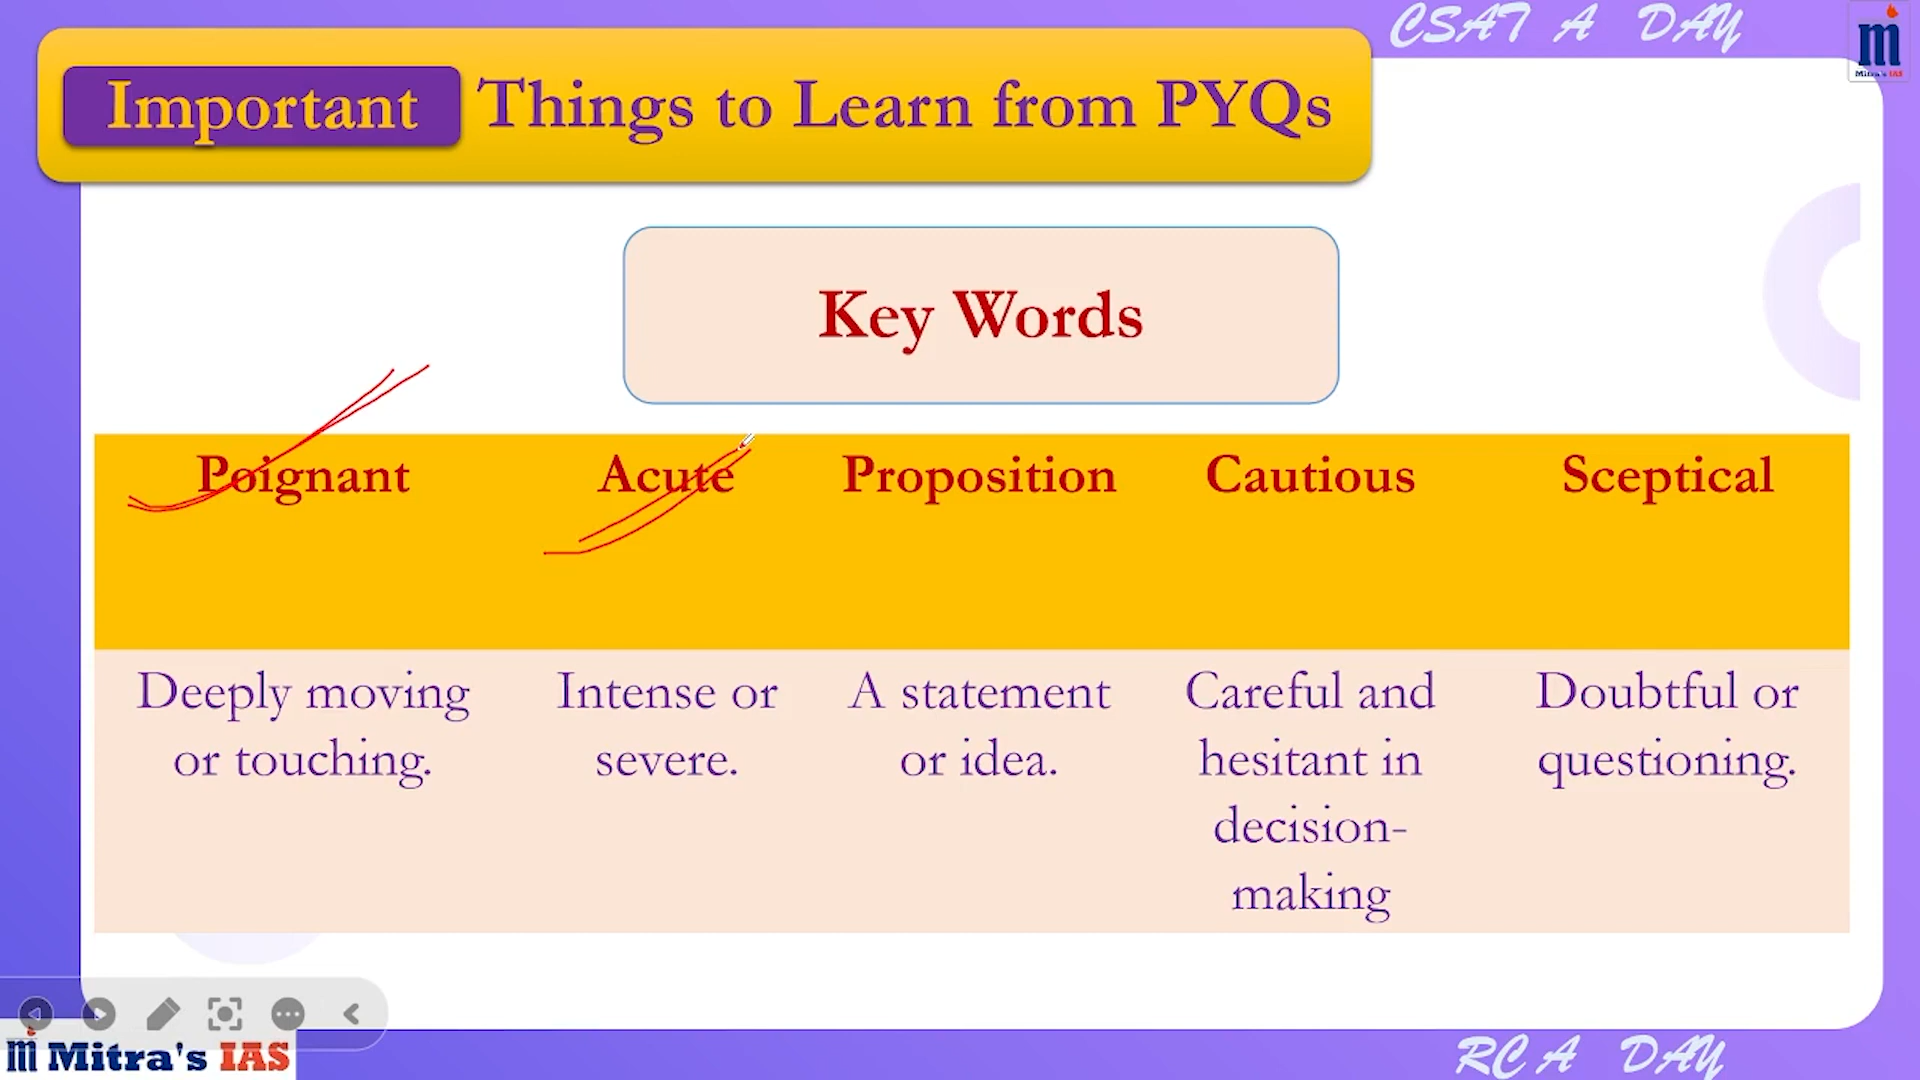 CSAT A DAY
Mitra's IAS
Important Things to Learn from PYQs
Key Words
Poignant Acute Proposition Cautious Sceptical
Deeply moving Intense or A statement Careful and Doubtful or
or touching. severe. or idea. hesitant in questioning.
decision-
making
Mitra's IAS
RC A DAY